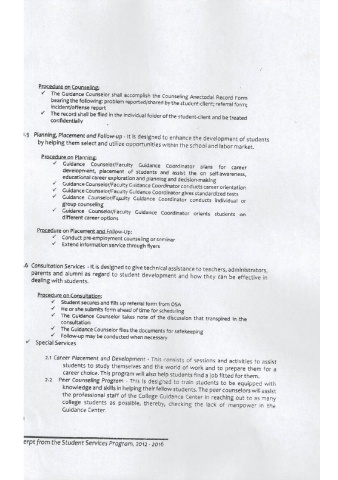 Procedure on Counseling:
✓ The Guidance Counselor shall accomplish the Counseling Anectodal Record Form
bearing the following: problem reported/shared by the student-client; referral form;
incident/offense report
✓ The record shall be filed in the individual folder of the student-client and be treated
confidentially
.5 Planning, Placement and Follow-up - It is designed to enhance the development of students
by helping them select and utilize opportunities within the school and labor market.
Procedure on Planning:
✓ Guidance Counselor/Faculty Guidance Coordinator plans for career
development, placement of students and assist the on self-awareness,
educational career exploration and planning and decision-making
✓ Guidance Counselor/Faculty Guidance Coordinator conducts career orientation
✓ Guidance Counselor/Faculty Guidance Coordinator gives standardized tests
✓ Guidance Counselor/Faculty Guidance Coordinator conducts individual or
group counseling
✓ Guidance Counselor/Faculty Guidance Coordinator orients students on
different career options
Procedure on Placement and Follow-Up:
✓ Conduct pre-employment counseling or seminar
✓ Extend information service through flyers
.6 Consultation Services - It is designed to give technical assistance to teachers, administrators,
parents and alumni as regard to student development and how they can be effective in
dealing with students.
Procedure on Consultation:
✓ Student secures and fills up referral form from OSA
✓ He or she submits form ahead of time for scheduling
✓ The Guidance Counselor takes note of the discussion that transpired in the
consultation
✓ The Guidance Counselor files the documents for safekeeping
✓ Follow-up may be conducted when necessary
✓ Special Services
2.1 Career Placement and Development - This consists of sessions and activities to assist
students to study themselves and the world of work and to prepare them for a
career choice. This program will also help students find a job fitted for them.
2.2 Peer Counseling Program - This is designed to train students to be equipped with
knowledge and skills in helping their fellow students. The peer counselors will assist
the professional staff of the College Guidance Center in reaching out to as many
college students as possible, thereby, checking the lack of manpower in the
Guidance Center.
erpt from the Student Services Program, 2012 - 2016